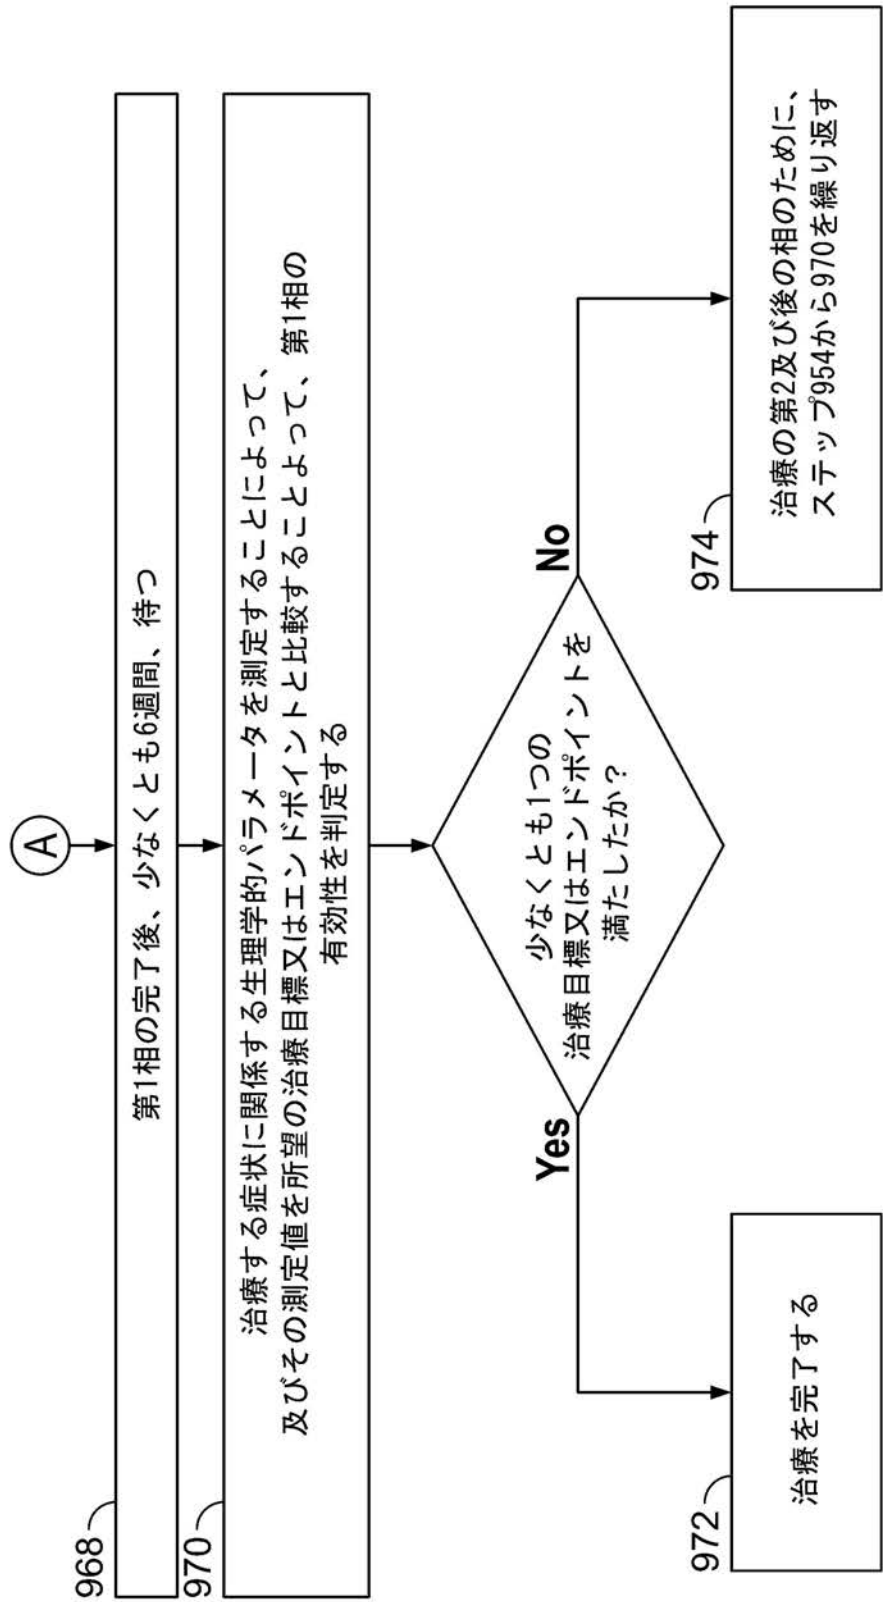 A
968
第1相の完了後、少なくとも6週間、待つ
970
治療する症状に関係する生理学的パラメータを測定することによって、
及びその測定値を所望の治療目標又はエンドポイントと比較することよって、第1相の
有効性を判定する
少なくとも1つの
治療目標又はエンドポイントを
満たしたか？
Yes
No
972
治療を完了する
974
治療の第2及び後の相のために、
ステップ954から970を繰り返す